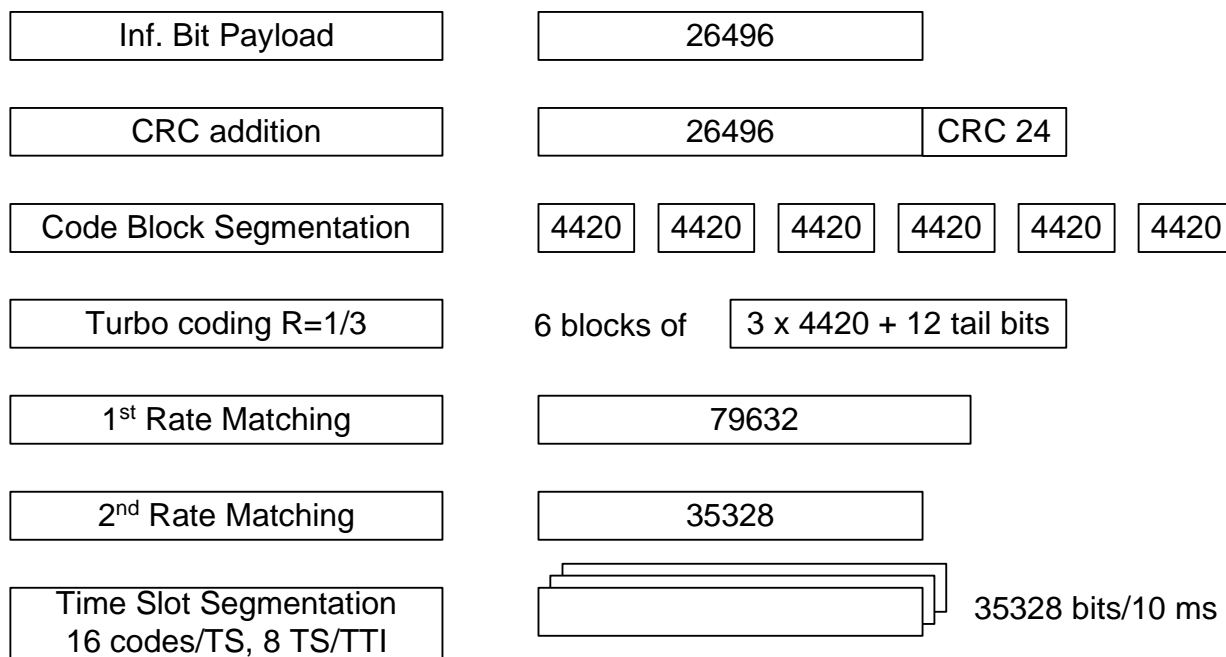 Inf. Bit Payload 26496
CRC addition 26496 CRC 24
Code Block Segmentation 4420 4420 4420 4420 4420 4420
Turbo coding R=1/3 6 blocks of 3 x 4420 + 12 tail bits
1st Rate Matching 79632
2nd Rate Matching 35328
Time Slot Segmentation
16 codes/TS, 8 TS/TTI
35328 bits/10 ms